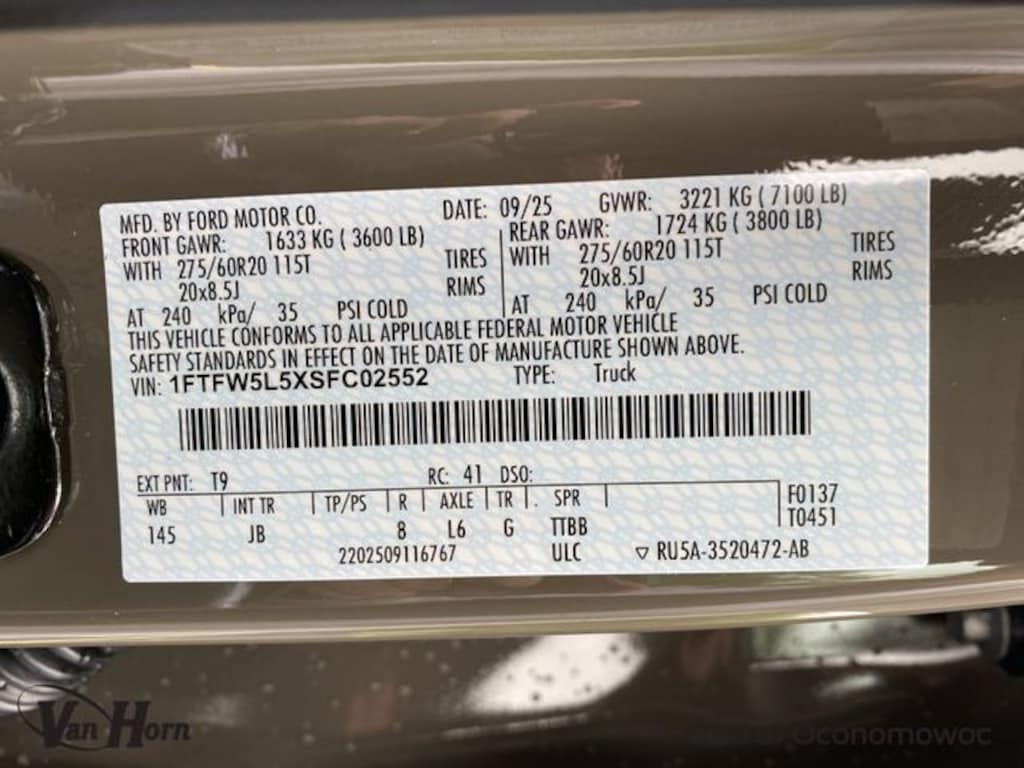 MFD. BY FORD MOTOR CO. DATE: 09/25 GVWR: 3221 KG ( 7100 LB)
FRONT GAWR: 1633 KG ( 3600 LB) REAR GAWR: 1724 KG ( 3800 LB)
WITH 275/60R20 115T TIRES WITH 275/60R20 115T TIRES
20x8.5J RIMS 20x8.5J RIMS
AT 240 kPa/ 35 PSI COLD AT 240 kPa/ 35 PSI COLD
THIS VEHICLE CONFORMS TO ALL APPLICABLE FEDERAL MOTOR VEHICLE
SAFETY STANDARDS IN EFFECT ON THE DATE OF MANUFACTURE SHOWN ABOVE.
VIN: 1FTFW5L5XSFC02552 TYPE: Truck
EXT PNT: T9 RC: 41 DSO:
WB INT TR TP/PS R AXLE TR . SPR F0137
145 JB 8 L6 G TTBB T0451
2202509116767 ULC RU5A-3520472-AB
Van Horn
Oconomowoc